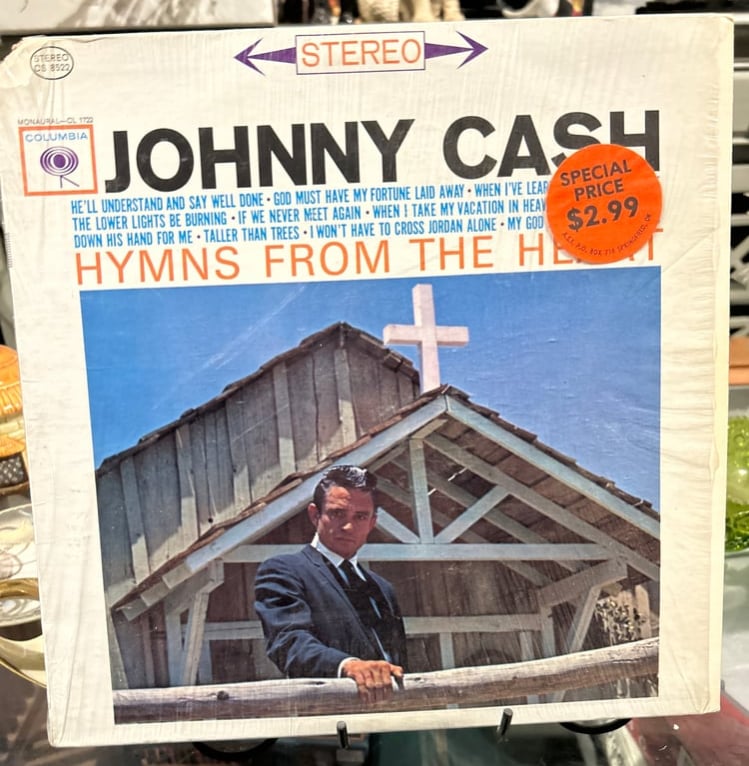 STEREO
STEREO
CS 8522
MONAURAL—CL 1722
COLUMBIA
JOHNNY CASH
HE'LL UNDERSTAND AND SAY WELL DONE • GOD MUST HAVE MY FORTUNE LAID AWAY • WHEN I'VE
THE LOWER LIGHTS BE BURNING • IF WE NEVER MEET AGAIN • WHEN I TAKE MY VACATION IN
DOWN HIS HAND FOR ME • TALLER THAN TREES • I WON'T HAVE TO CROSS JORDAN ALONE • MY GOD
HYMNS FROM THE
SPECIAL
PRICE
$2.99
P.O. BOX SPRINGFIELD,